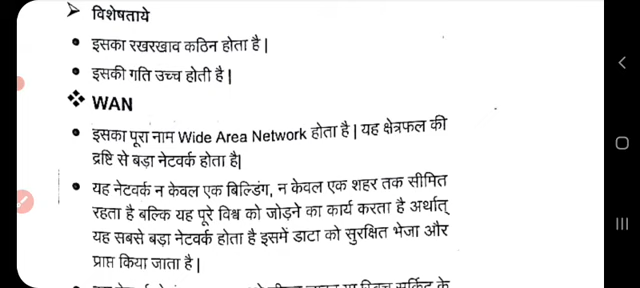 ➤ विशेषताये
• इसका रखरखाव कठिन होता है |
• इसकी गति उच्च होती है |
❖ WAN
• इसका पूरा नाम Wide Area Network होता है | यह क्षेत्रफल की
द्रष्टि से बड़ा नेटवर्क होता है|
• यह नेटवर्क न केवल एक बिल्डिंग, न केवल एक शहर तक सीमित
रहता है बल्कि यह पूरे विश्व को जोड़ने का कार्य करता है अर्थात्
यह सबसे बड़ा नेटवर्क होता है इसमें डाटा को सुरक्षित भेजा और
प्राप्त किया जाता है |